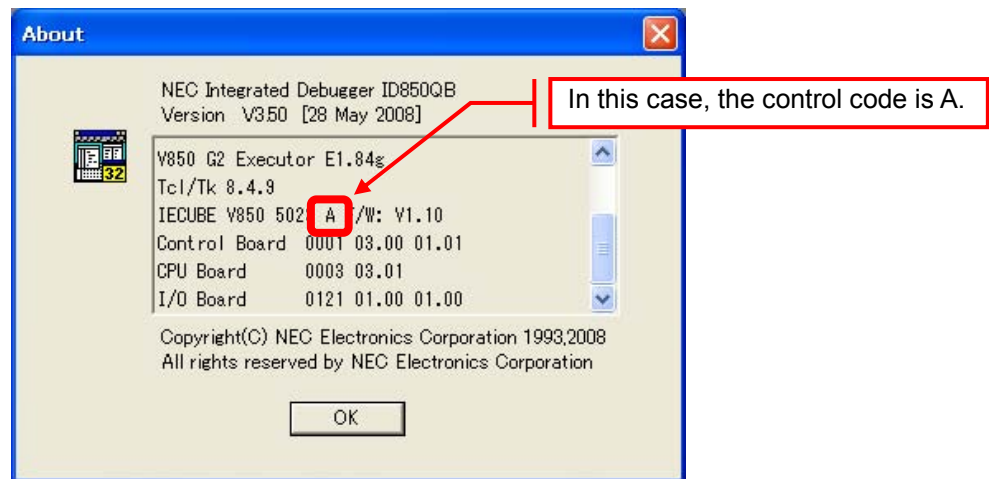 About
NEC Integrated Debugger ID850QB
Version V3.50 [28 May 2008]
In this case, the control code is A.
32
V850 G2 Executor E1.84g
Tcl/Tk 8.4.9
IECUBE V850 A /W: V1.10
Control Board 0001 03.00 01.01
CPU Board 0003 03.01
I/O Board 0121 01.00 01.00
Copyright(C) NEC Electronics Corporation 1993,2008
All rights reserved by NEC Electronics Corporation
OK